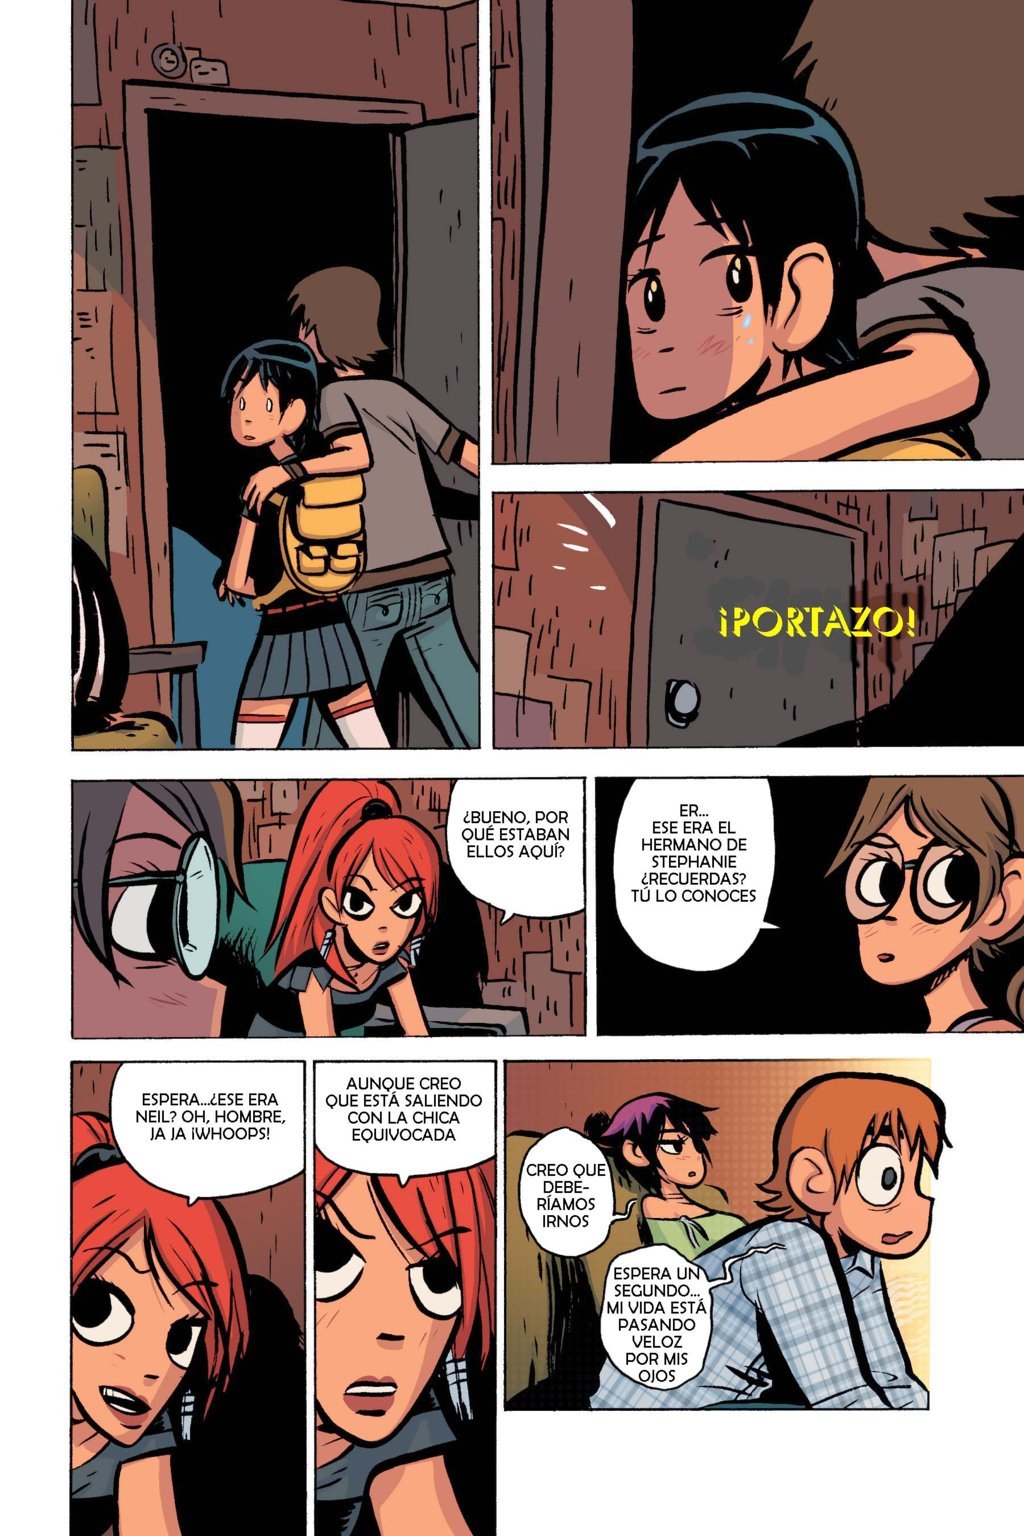 ¡PORTAZO!
¿BUENO, POR
QUÉ ESTABAN
ELLOS AQUÍ?
ER...
ESE ERA EL
HERMANO DE
STEPHANIE
¿RECUERDAS?
TÚ LO CONOCES
ESPERA...¿ESE ERA
NEIL? OH, HOMBRE,
JA JA ¡WHOOPS!
AUNQUE CREO
QUE ESTÁ SALIENDO
CON LA CHICA
EQUIVOCADA
CREO QUE
DEBE-
RÍAMOS
IRNOS
ESPERA UN
SEGUNDO...
MI VIDA ESTÁ
PASANDO
VELOZ
POR MIS
OJOS